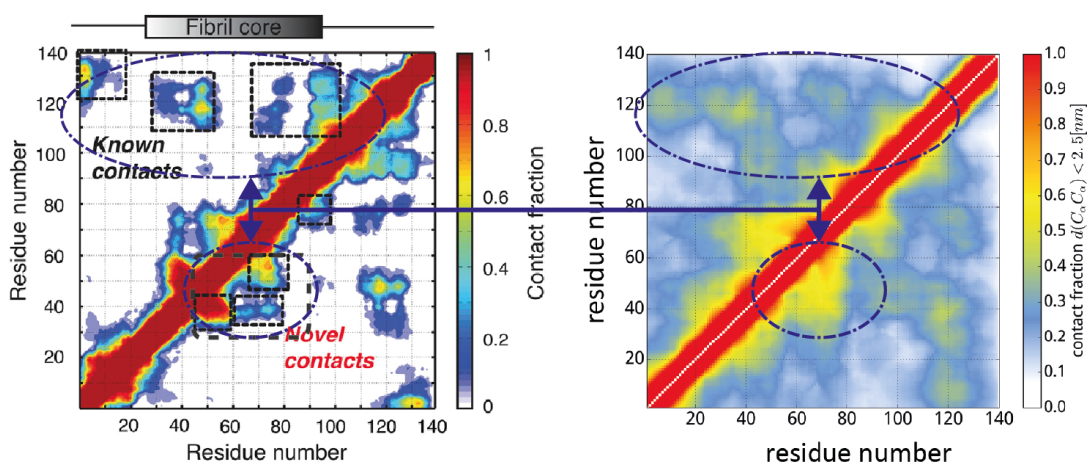 Fibril core
140
120
100
80
60
40
20
20 40 60 80 100 120 140
Residue number
Residue number
Known
contacts
Novel
contacts
1
0.8
0.6
0.4
0.2
0
Contact fraction
140
120
100
80
60
40
20
20 40 60 80 100 120 140
residue number
residue number
1.0
0.9
0.8
0.7
0.6
0.5
0.4
0.3
0.2
0.1
0.0
contact fraction d(CαCα) < 2.5[nm]